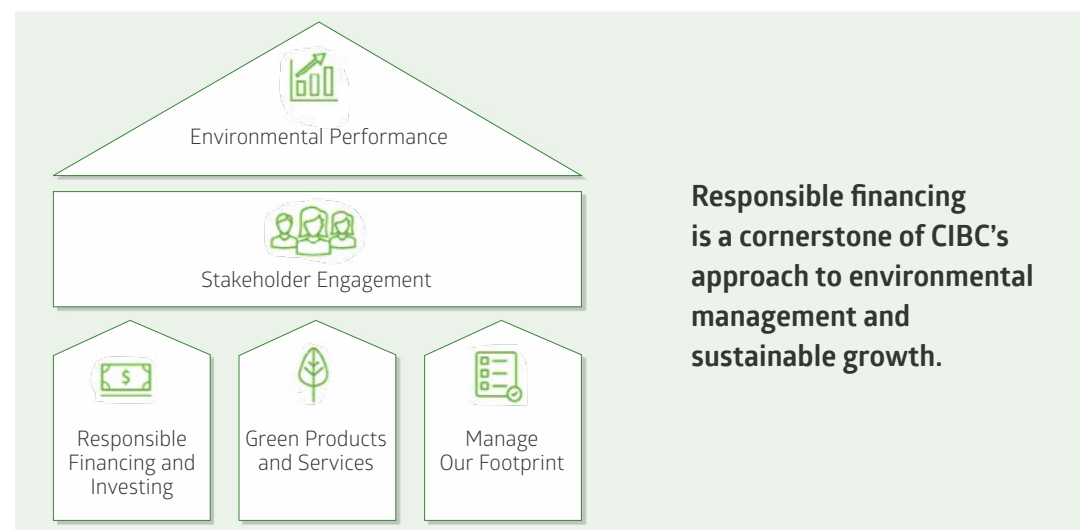 Environmental Performance
Stakeholder Engagement
Responsible
Financing and
Investing
Green Products
and Services
Manage
Our Footprint
Responsible financing
is a cornerstone of CIBC’s
approach to environmental
management and
sustainable growth.